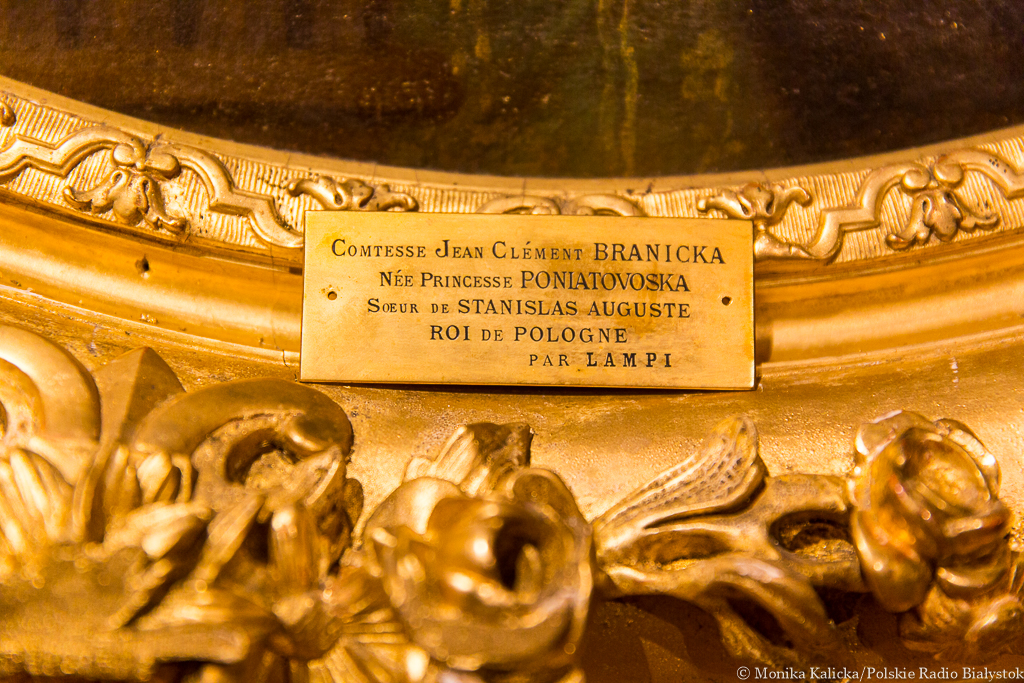 Comtesse Jean Clément BRANICKA
Née Princesse PONIATOVOSKA
Sœur de STANISLAS AUGUSTE
ROI DE POLOGNE
PAR LAMPI
© Monika Kalicka/Polskie Radio Białystok